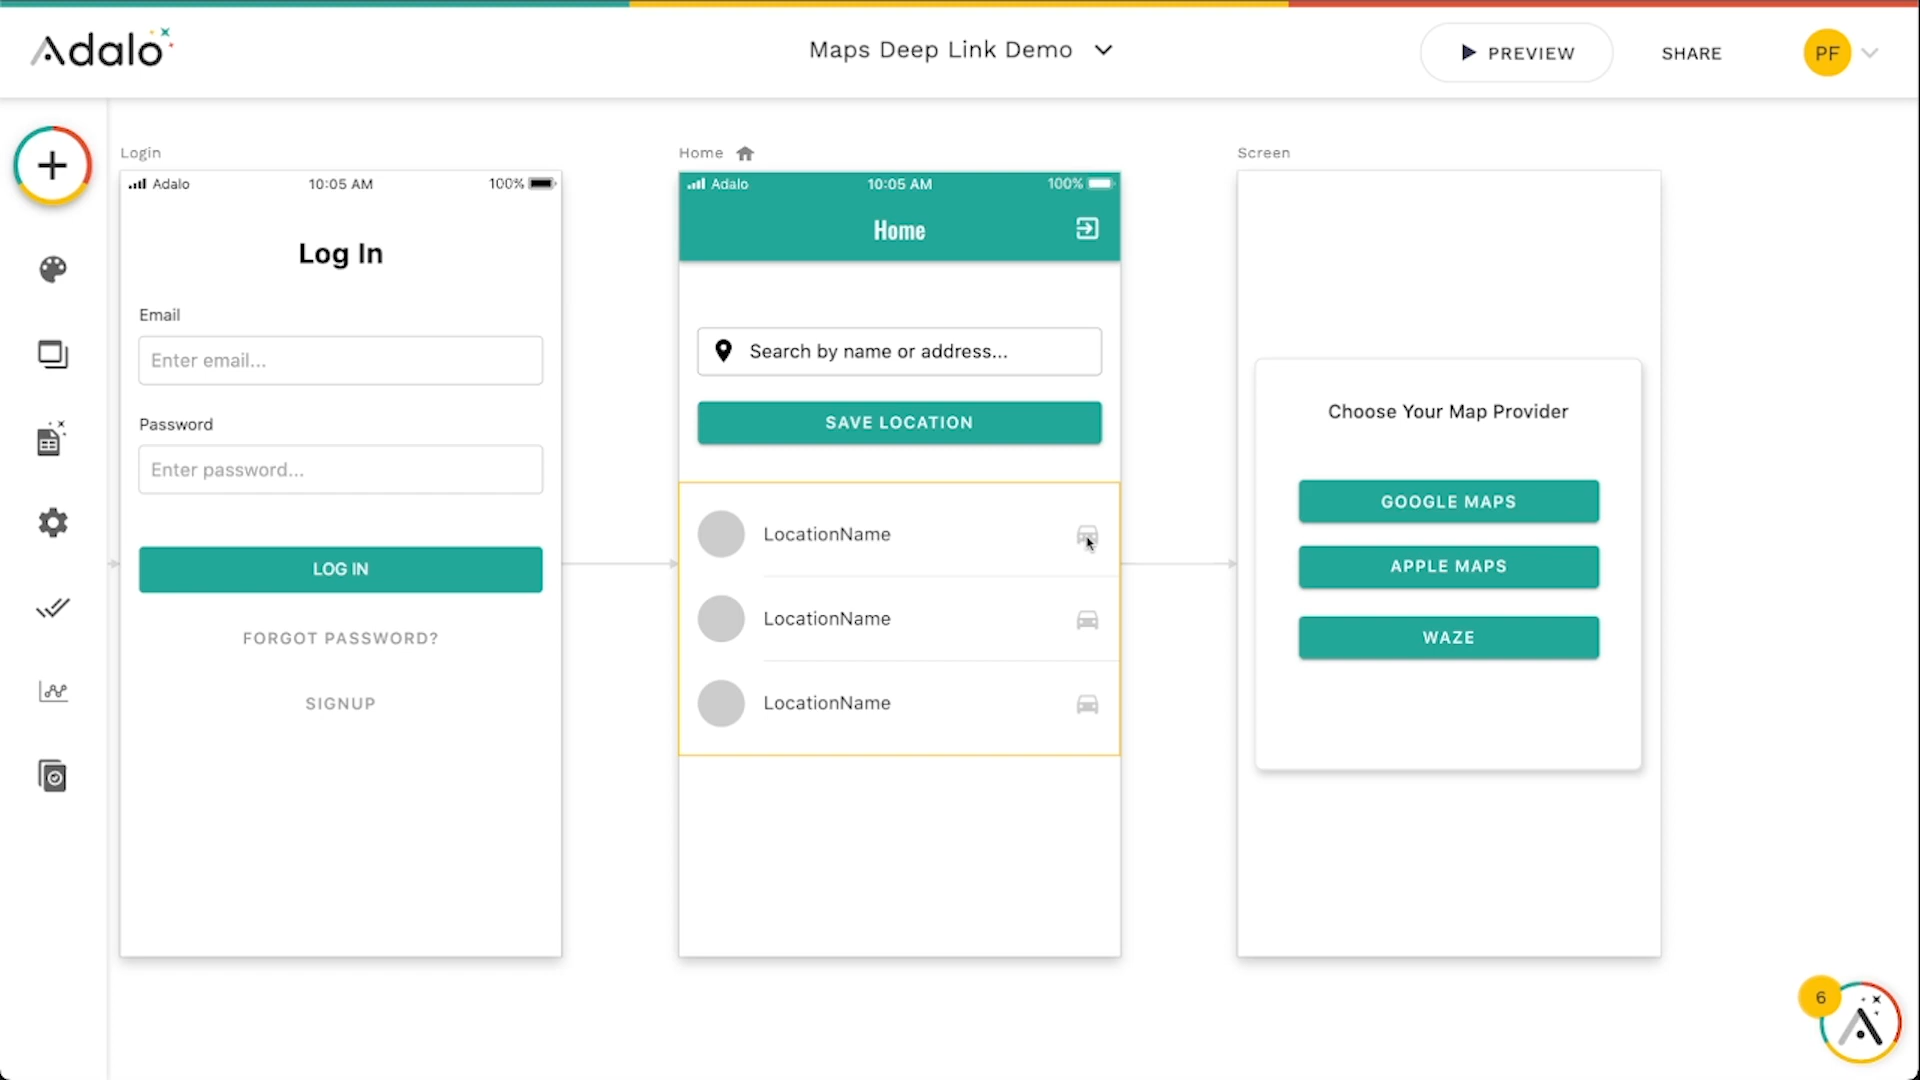 Adalo
Maps Deep Link Demo
PREVIEW
SHARE
PF
Login
Adalo
10:05 AM
100%
Log In
Email
Enter email...
Password
Enter password...
LOG IN
FORGOT PASSWORD?
SIGNUP
Home
Adalo
10:05 AM
100%
Home
Search by name or address...
SAVE LOCATION
LocationName
LocationName
LocationName
Screen
Choose Your Map Provider
GOOGLE MAPS
APPLE MAPS
WAZE
6